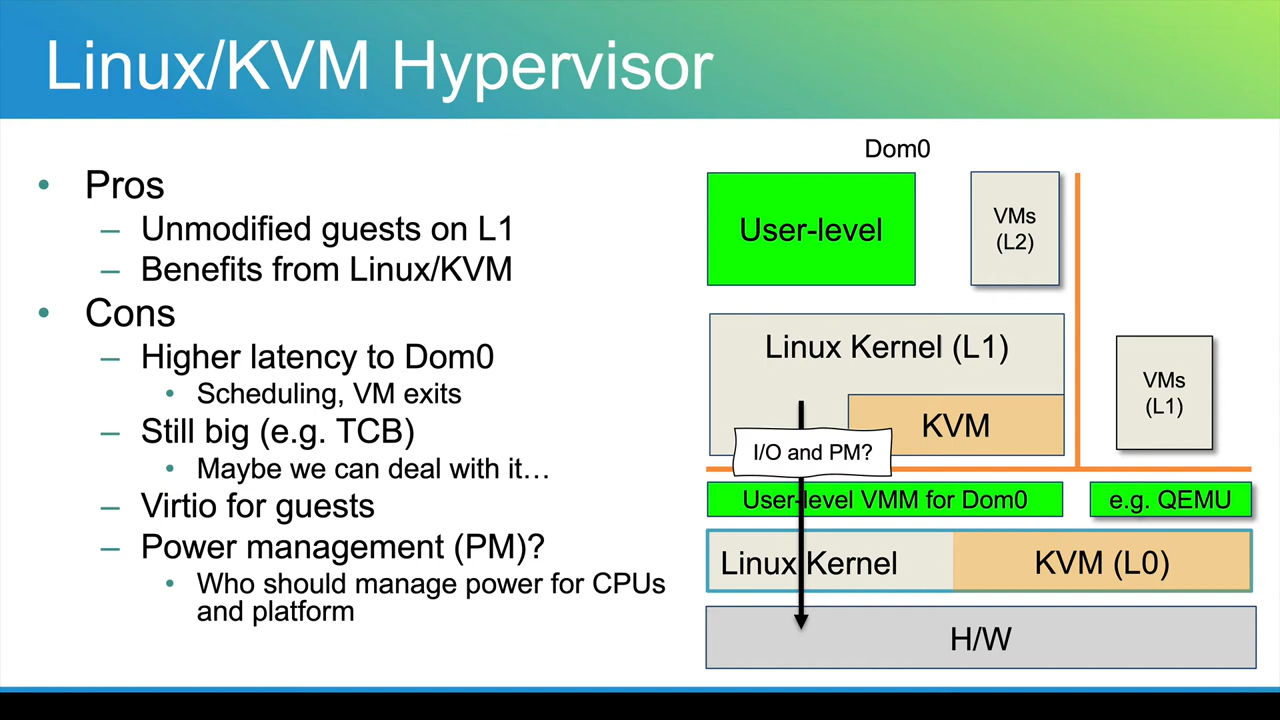 Linux/KVM Hypervisor
• Pros
– Unmodified guests on L1
– Benefits from Linux/KVM
• Cons
– Higher latency to Dom0
• Scheduling, VM exits
– Still big (e.g. TCB)
• Maybe we can deal with it…
– Virtio for guests
– Power management (PM)?
• Who should manage power for CPUs
and platform
Dom0
User-level
VMs
(L2)
Linux Kernel (L1)
KVM
VMs
(L1)
I/O and PM?
User-level VMM for Dom0
e.g. QEMU
Linux Kernel
KVM (L0)
H/W